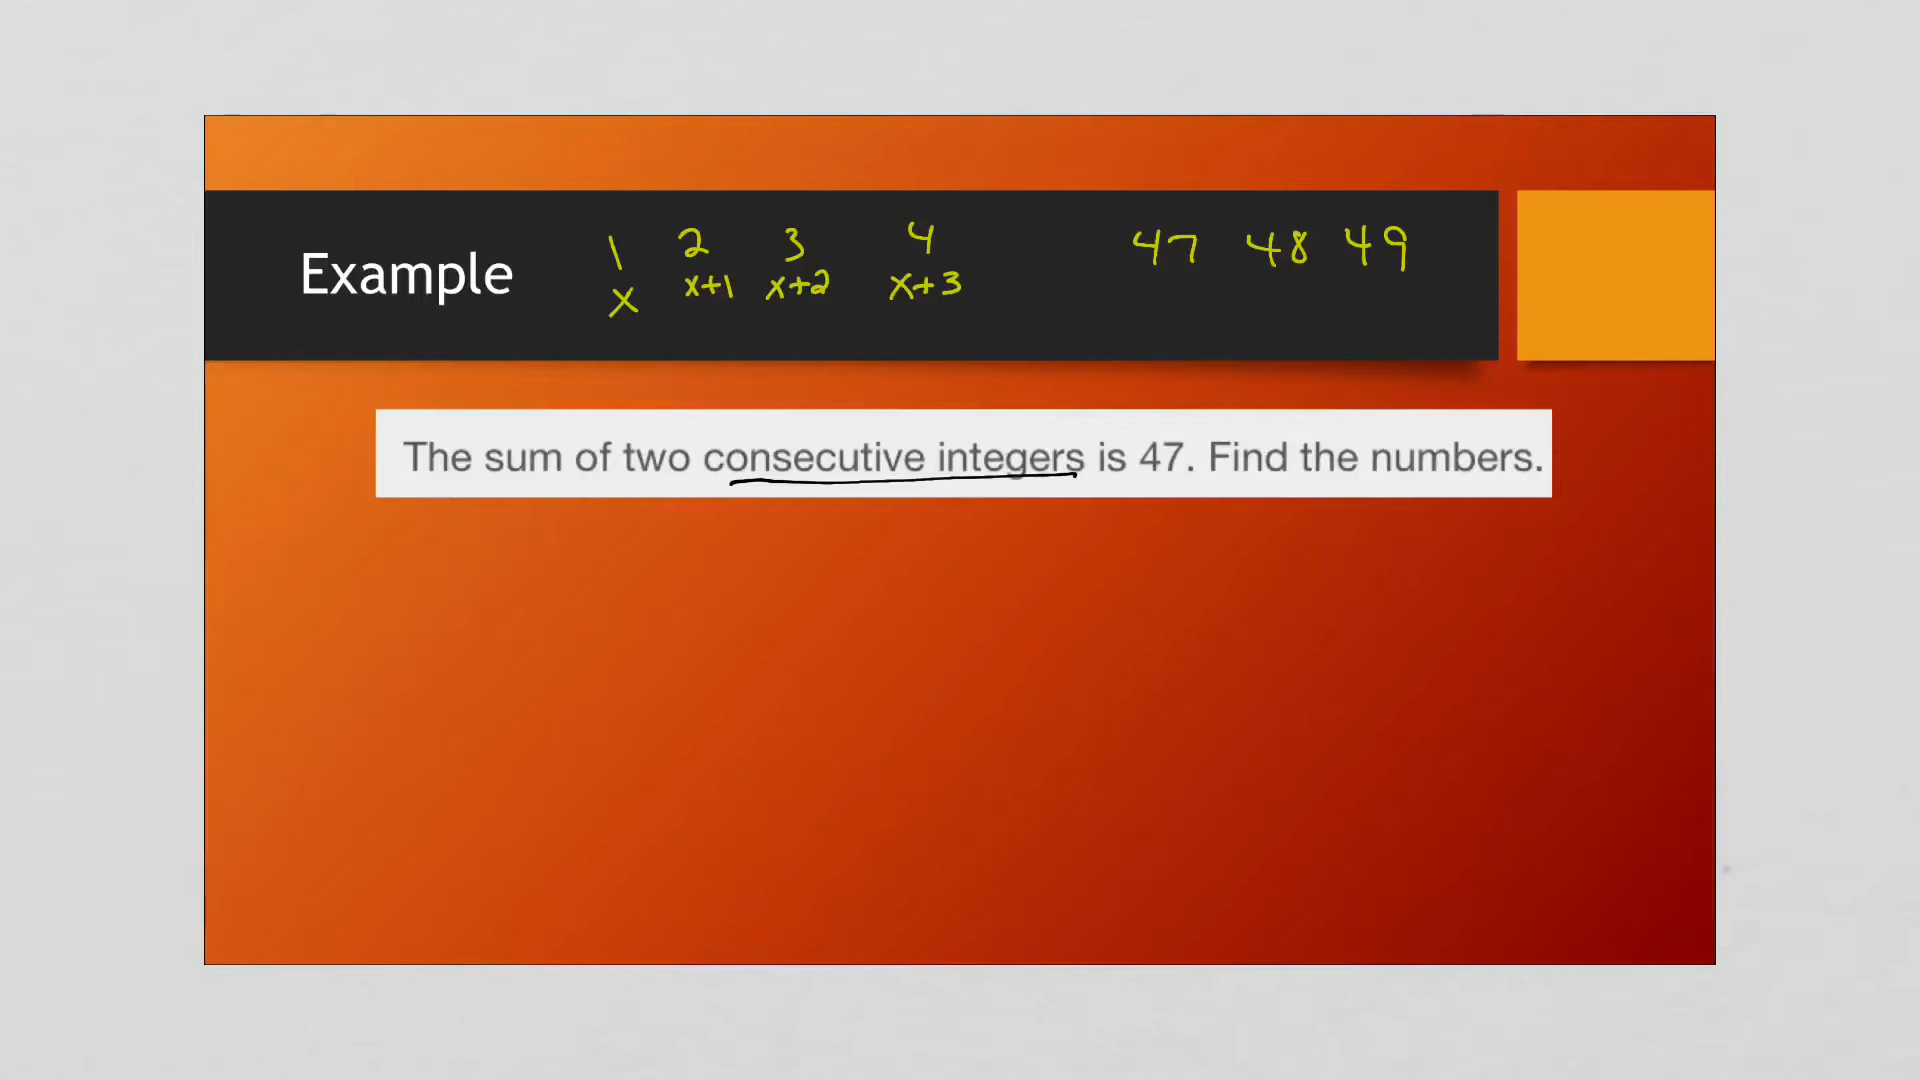 Example
1 2 3 4 47 48 49
x x+1 x+2 x+3
The sum of two consecutive integers is 47. Find the numbers.